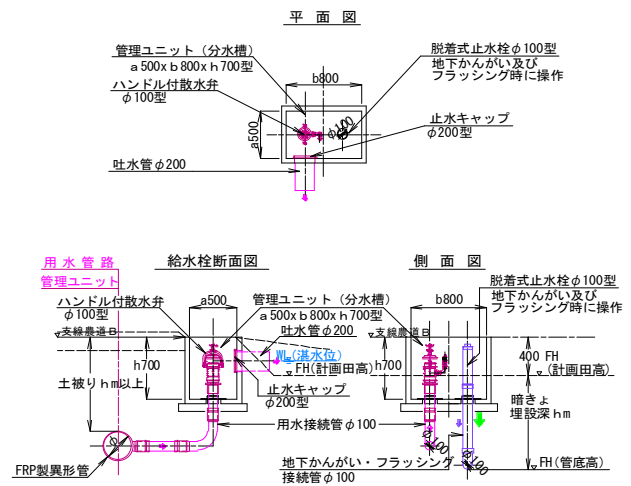 平 面 図
管理ユニット（分水槽）
a500xb800xh700型
ハンドル付散水弁
φ100型
b800
脱着式止水栓φ100型
地下かんがい及び
フラッシング時に操作
φ100
a500
止水キャップ
φ200型
吐水管φ200
用水管路
管理ユニット
給水栓断面図
側 面 図
ハンドル付散水弁
φ100型
a500
管理ユニット（分水槽）
a500xb800xh700型
吐水管φ200
b800
脱着式止水栓φ100型
地下かんがい及び
フラッシング時に操作
支線農道B
WL(湛水位)
支線農道B
h700
FH(計画田高)
h700
400
FH
(計画田高)
土被りhm以上
止水キャップ
φ200型
暗きょ
埋設深hm
用水接続管φ100
φ
φ100
φ100
FRP製異形管
地下かんがい・フラッシング
接続管φ100
FH(管底高)